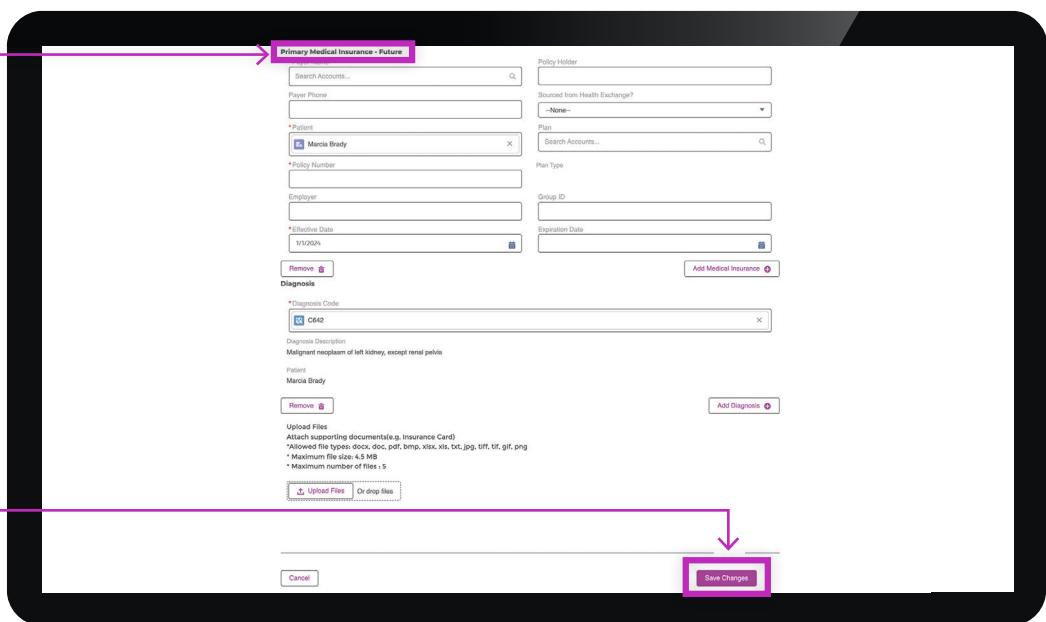 Primary Medical Insurance - Future
Policy Holder
Search Accounts...
Payer Phone
Sourced from Health Exchange?
--None--
*Patient
Plan
Marcia Brady
Search Accounts...
*Policy Number
Plan Type
Employer
Group ID
*Effective Date
Expiration Date
1/1/2024
Remove
Add Medical Insurance
Diagnosis
*Diagnosis Code
C642
Diagnosis Description
Malignant neoplasm of left kidney, except renal pelvis
Patient
Marcia Brady
Remove
Add Diagnosis
Upload Files
Attach supporting documents(e.g. Insurance Card)
*Allowed file types: docx, doc, pdf, bmp, xlsx, xls, txt, jpg, tiff, tif, gif, png
* Maximum file size: 4.5 MB
* Maximum number of files : 5
Upload Files
Or drop files
Cancel
Save Changes